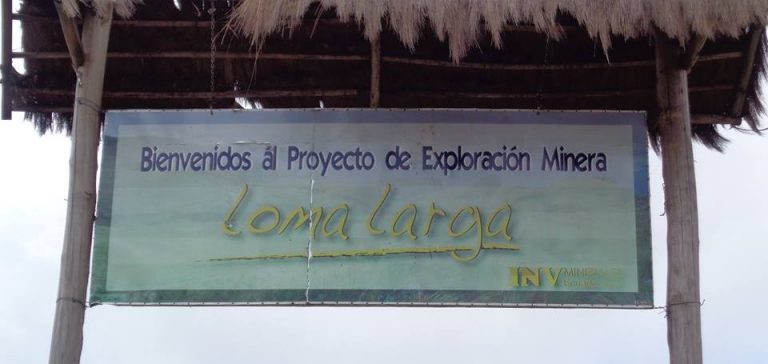 Bienvenidos al Proyecto de Exploración Minera
Loma Larga
INV